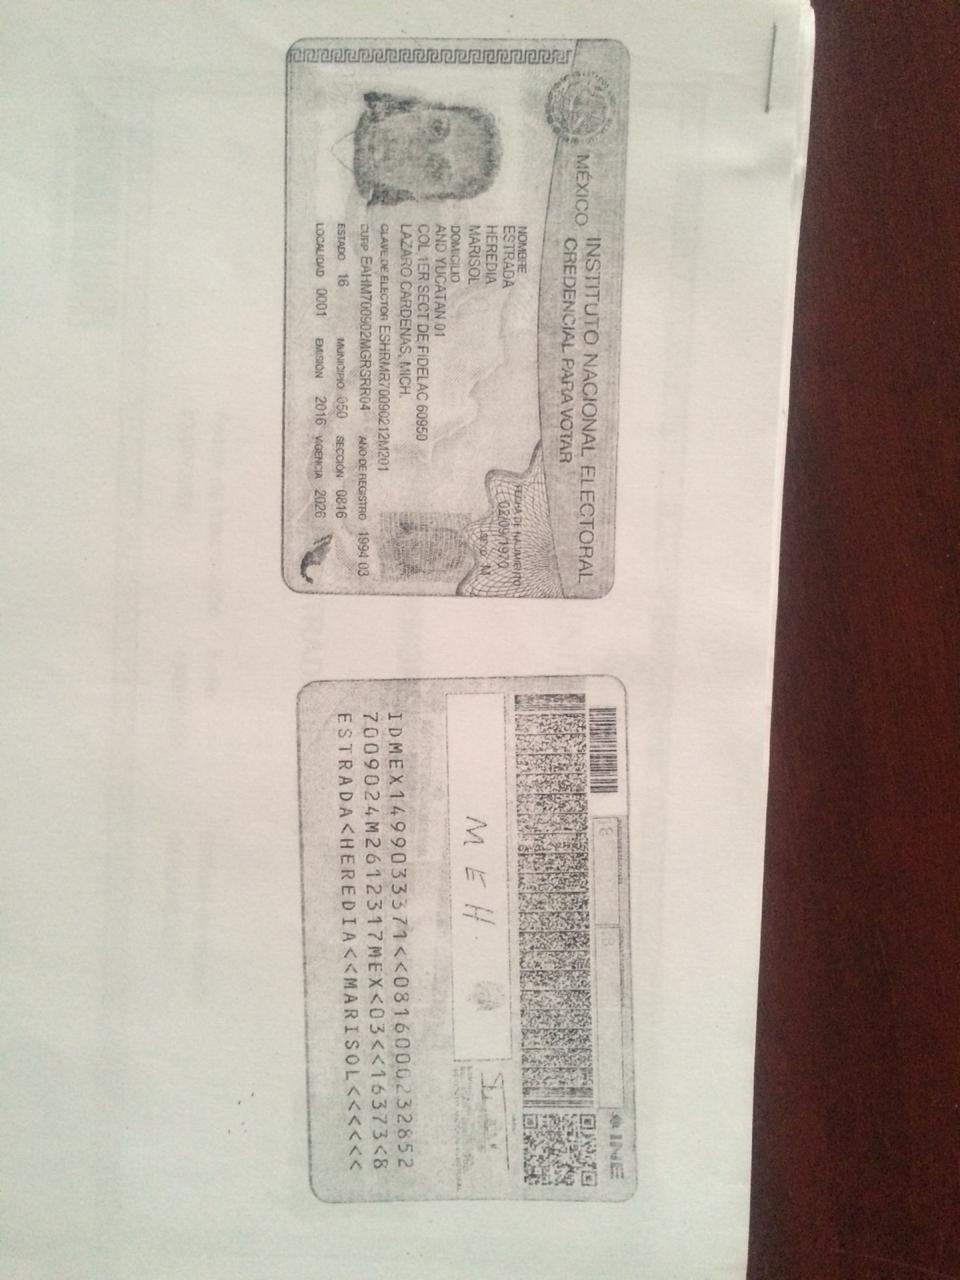 MÉXICO INSTITUTO NACIONAL ELECTORAL
CREDENCIAL PARA VOTAR
NOMBRE
ESTRADA
HEREDIA
MARISOL
FECHA DE NACIMIENTO
02/09/1970
SEXO M
DOMICILIO
AND YUCATAN 01
COL 1ER SECT DE FIDELAC 60950
LAZARO CARDENAS, MICH.
CLAVE DE ELECTOR ESHRMR70090212M201
CURP EAHM700902MGRSRR04 AÑO DE REGISTRO 1994 03
ESTADO 16 MUNICIPIO 050 SECCIÓN 0816
LOCALIDAD 0001 EMISIÓN 2016 VIGENCIA 2026
INE
M E H
IDMEX1499033371<<0816000232852
7009024M2612317MEX<03<<16373<8
ESTRADA<HEREDIA<<MARISOL<<<<<<